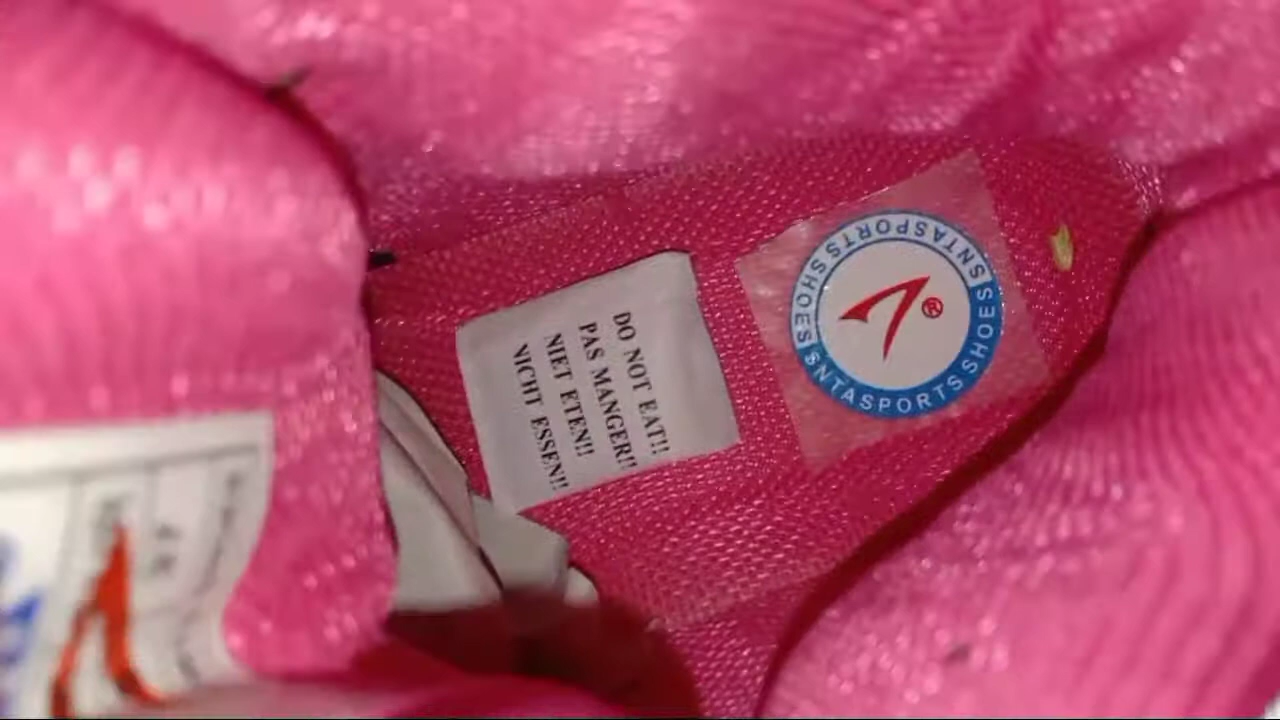 DO NOT EAT!!
PAS MANGER!!
NIET ETEN!!
NICHT ESSEN!!
SNTASPORTS SHOES SNTASPORTS SHOES
®